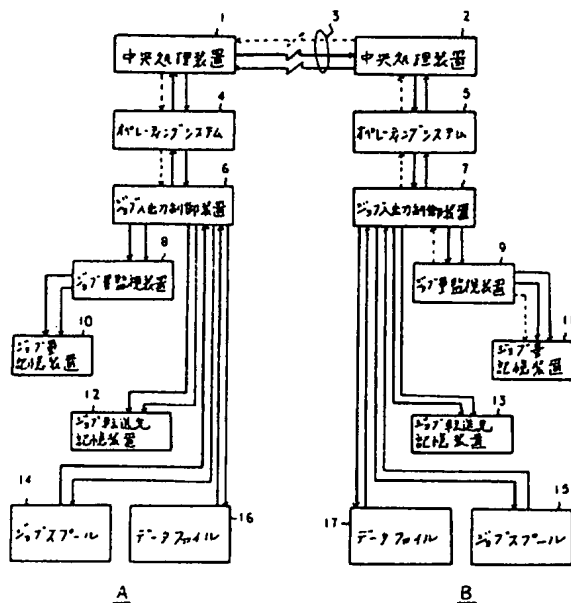 1
3
2
中央処理装置
中央処理装置
4
5
オペレーティングシステム
オペレーティングシステム
6
7
ジョブ入出力制御装置
ジョブ入出力制御装置
8
9
ジョブ量監視装置
ジョブ量監視装置
10
11
ジョブ量
記憶装置
ジョブ量
記憶装置
12
13
ジョブ転送先
記憶装置
ジョブ転送先
記憶装置
14
16
17
15
ジョブスプール
データファイル
データファイル
ジョブスプール
A
B